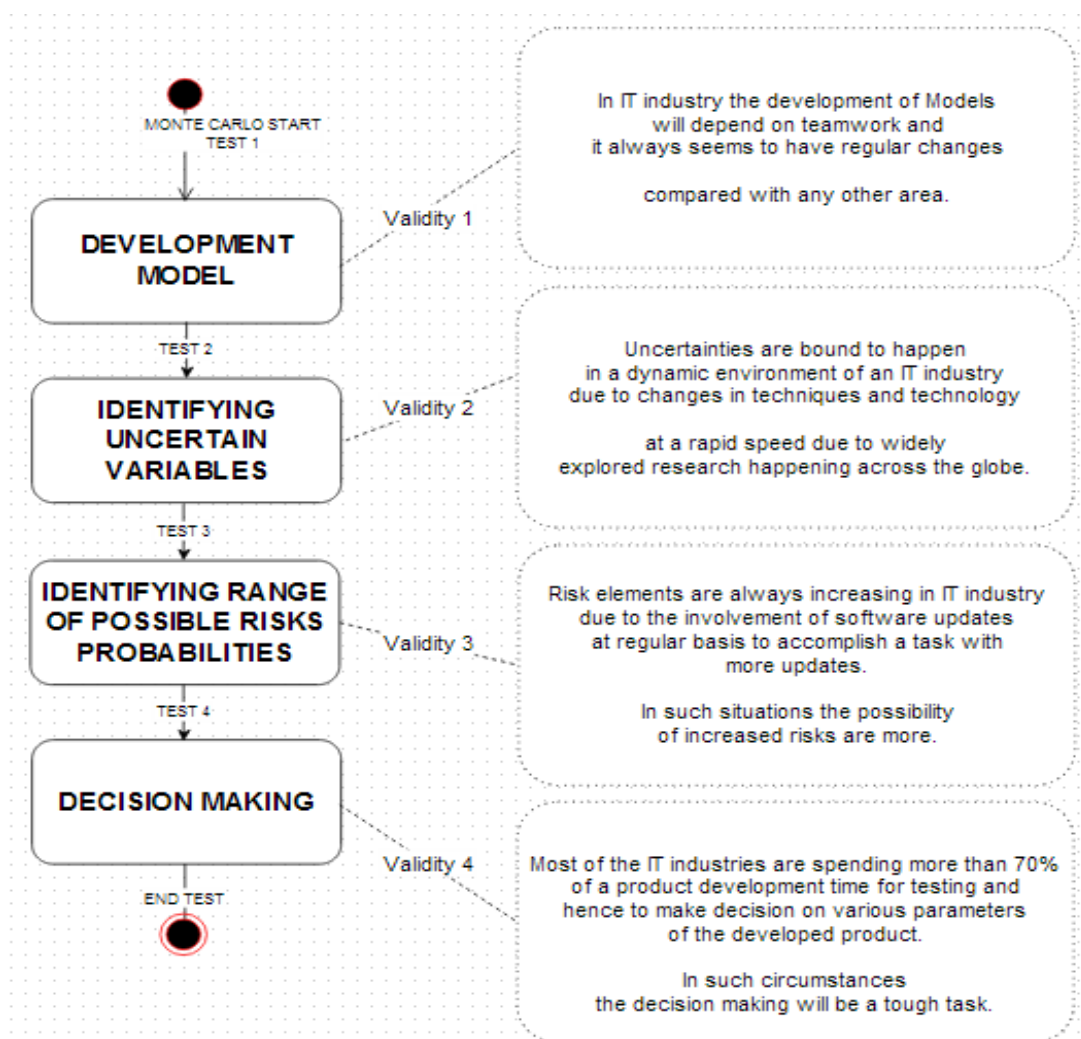 MONTE CARLO START
TEST 1
DEVELOPMENT
MODEL
Validity 1
In IT industry the development of Models
will depend on teamwork and
it always seems to have regular changes
compared with any other area.
TEST 2
IDENTIFYING
UNCERTAIN
VARIABLES
Validity 2
Uncertainties are bound to happen
in a dynamic environment of an IT industry
due to changes in techniques and technology
at a rapid speed due to widely
explored research happening across the globe.
TEST 3
IDENTIFYING RANGE
OF POSSIBLE RISKS
PROBABILITIES
Validity 3
Risk elements are always increasing in IT industry
due to the involvement of software updates
at regular basis to accomplish a task with
more updates.
In such situations the possibility
of increased risks are more.
TEST 4
DECISION MAKING
Validity 4
Most of the IT industries are spending more than 70%
of a product development time for testing and
hence to make decision on various parameters
of the developed product.
In such circumstances
the decision making will be a tough task.
END TEST